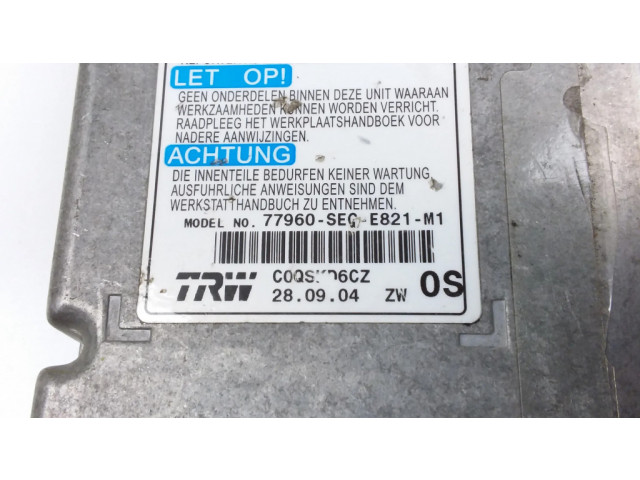 LET OP!
GEEN ONDERDELEN BINNEN DEZE UNIT WAARAAN
WERKZAAMHEDEN KUNNEN WORDEN VERRICHT.
RAADPLEEG HET WERKPLAATSHANDBOEK VOOR
NADERE AANWIJZINGEN.
ACHTUNG
DIE INNENTEILE BEDURFEN KEINER WARTUNG,
AUSFUHRLICHE ANWEISUNGEN SIND DEM
WERKSTATTHANDBUCH ZU ENTNEHMEN.
MODEL NO. 77960-SEG-E821-M1
TRW
28.09.04 ZW 0S